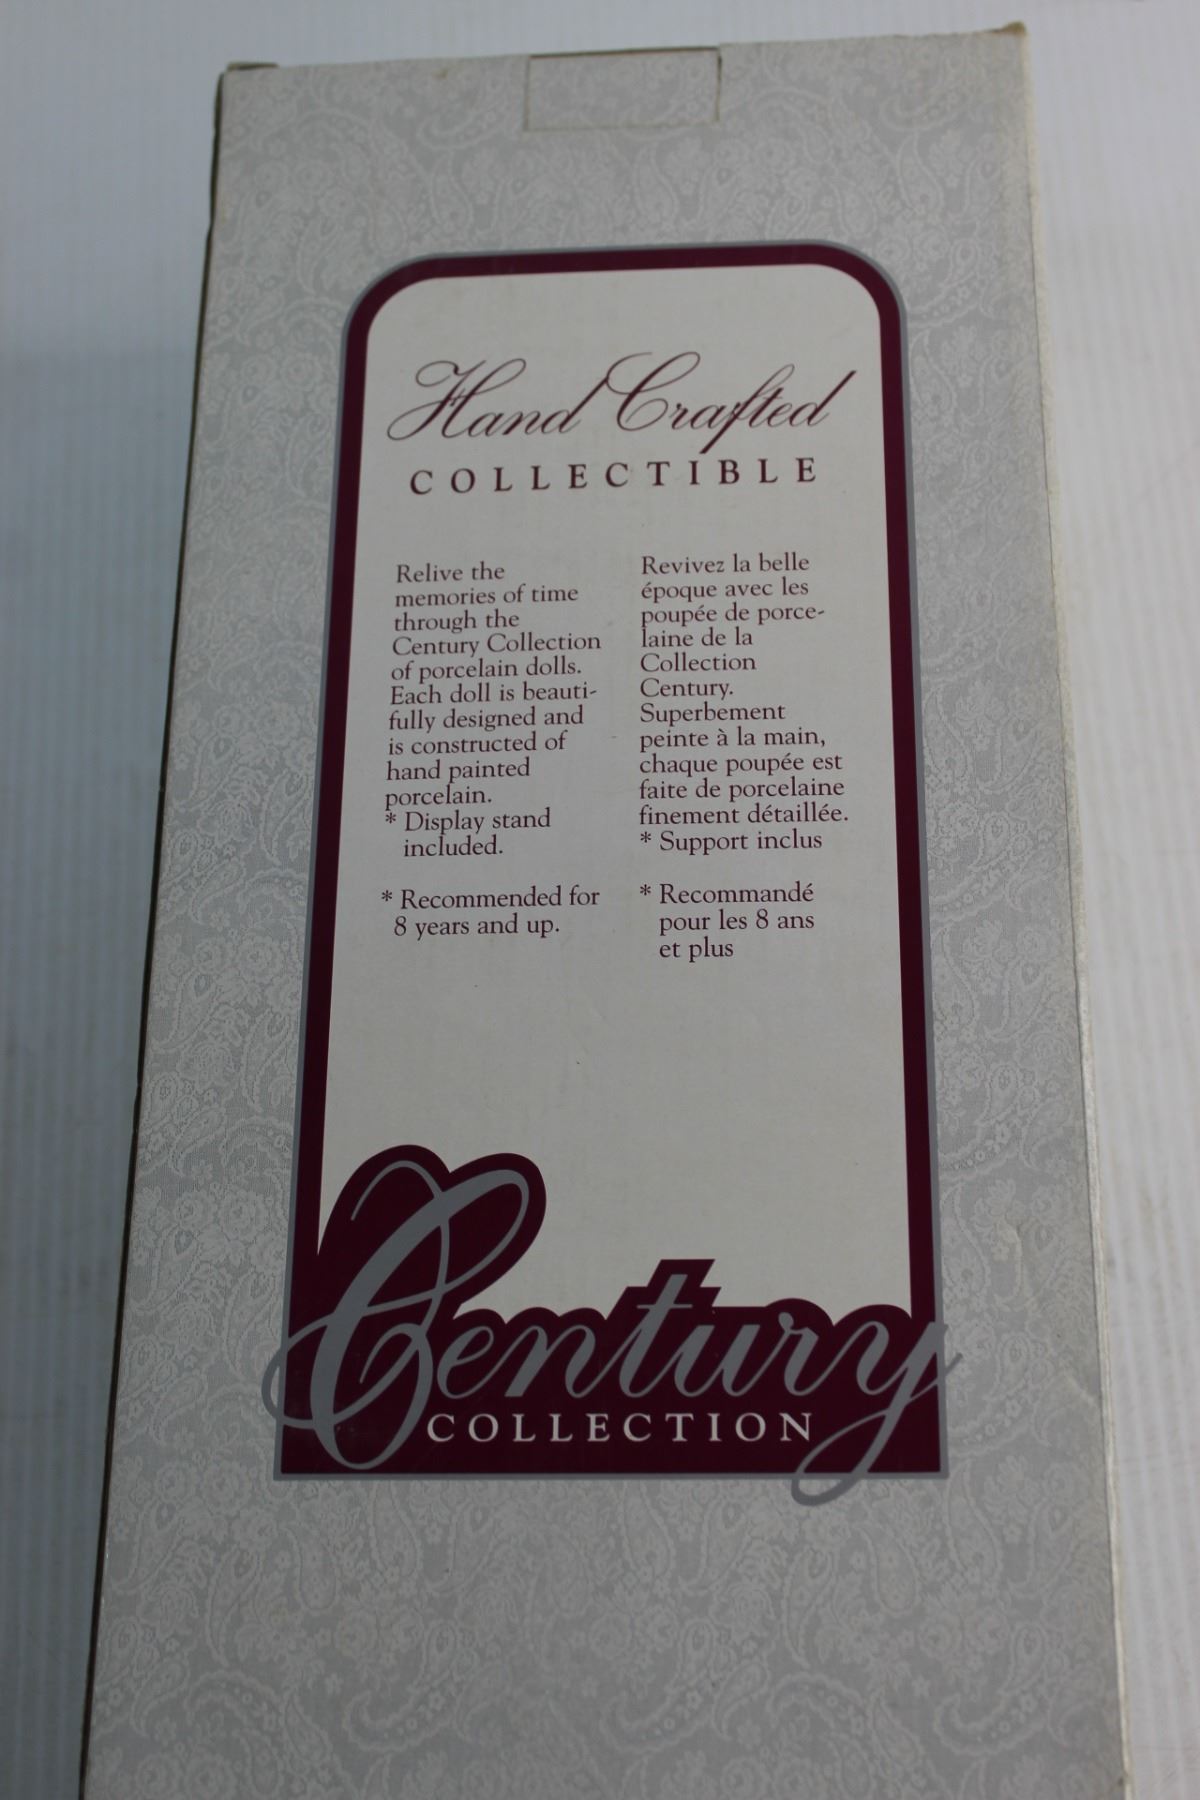 Hand Crafted
COLLECTIBLE
Relive the
memories of time
through the
Century Collection
of porcelain dolls.
Each doll is beauti-
fully designed and
is constructed of
hand painted
porcelain.
* Display stand
included.
* Recommended for
8 years and up.
Revivez la belle
époque avec les
poupée de porce-
laine de la
Collection
Century.
Superbement
peinte à la main,
chaque poupée est
faite de porcelaine
finement détaillée.
* Support inclus
* Recommandé
pour les 8 ans
et plus
Century
COLLECTION